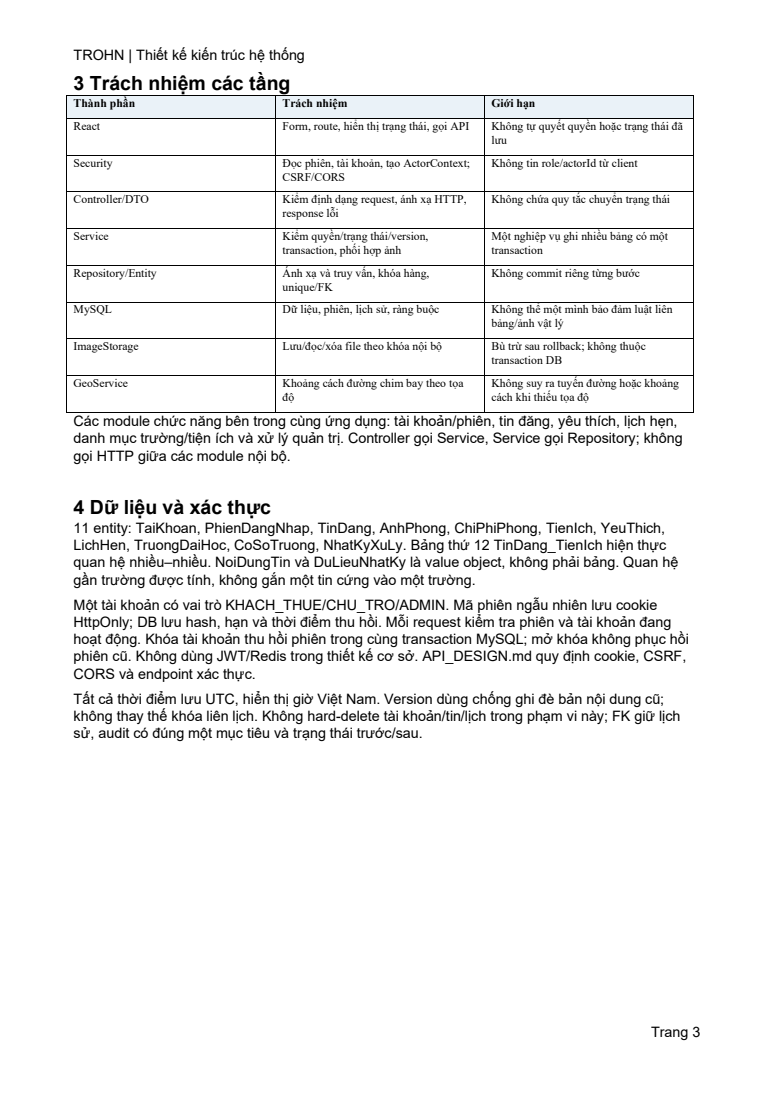 TROHN | Thiết kế kiến trúc hệ thống
3 Trách nhiệm các tầng
Thành phần Trách nhiệm Giới hạn
React Form, route, hiển thị trạng thái, gọi API Không tự quyết quyền hoặc trạng thái đã
lưu
Security Đọc phiên, tài khoản, tạo ActorContext; Không tin role/actorId từ client
CSRF/CORS
Controller/DTO Kiểm định dạng request, ánh xạ HTTP, Không chứa quy tắc chuyển trạng thái
response lỗi
Service Kiểm quyền/trạng thái/version, Một nghiệp vụ ghi nhiều bảng có một
transaction, phối hợp ảnh transaction
Repository/Entity Ánh xạ và truy vấn, khóa hàng, Không commit riêng từng bước
unique/FK
MySQL Dữ liệu, phiên, lịch sử, ràng buộc Không thể một mình bảo đảm luật liên
bảng/ảnh vật lý
ImageStorage Lưu/đọc/xóa file theo khóa nội bộ Bù trừ sau rollback; không thuộc
transaction DB
GeoService Khoảng cách đường chim bay theo tọa Không suy ra tuyến đường hoặc khoảng
độ cách khi thiếu tọa độ
Các module chức năng bên trong cùng ứng dụng: tài khoản/phiên, tin đăng, yêu thích, lịch hẹn,
danh mục trường/tiện ích và xử lý quản trị. Controller gọi Service, Service gọi Repository; không
gọi HTTP giữa các module nội bộ.
4 Dữ liệu và xác thực
11 entity: TaiKhoan, PhienDangNhap, TinDang, AnhPhong, ChiPhiPhong, TienIch, YeuThich,
LichHen, TruongDaiHoc, CoSoTruong, NhatKyXuLy. Bảng thứ 12 TinDang_TienIch hiện thực
quan hệ nhiều–nhiều. NoiDungTin và DuLieuNhatKy là value object, không phải bảng. Quan hệ
gần trường được tính, không gắn một tin cứng vào một trường.
Một tài khoản có vai trò KHACH_THUE/CHU_TRO/ADMIN. Mã phiên ngẫu nhiên lưu cookie
HttpOnly; DB lưu hash, hạn và thời điểm thu hồi. Mỗi request kiểm tra phiên và tài khoản đang
hoạt động. Khóa tài khoản thu hồi phiên trong cùng transaction MySQL; mở khóa không phục hồi
phiên cũ. Không dùng JWT/Redis trong thiết kế cơ sở. API_DESIGN.md quy định cookie, CSRF,
CORS và endpoint xác thực.
Tất cả thời điểm lưu UTC, hiển thị giờ Việt Nam. Version dùng chống ghi đè bản nội dung cũ;
không thay thế khóa liên lịch. Không hard-delete tài khoản/tin/lịch trong phạm vi này; FK giữ lịch
sử, audit có đúng một mục tiêu và trạng thái trước/sau.
Trang 3